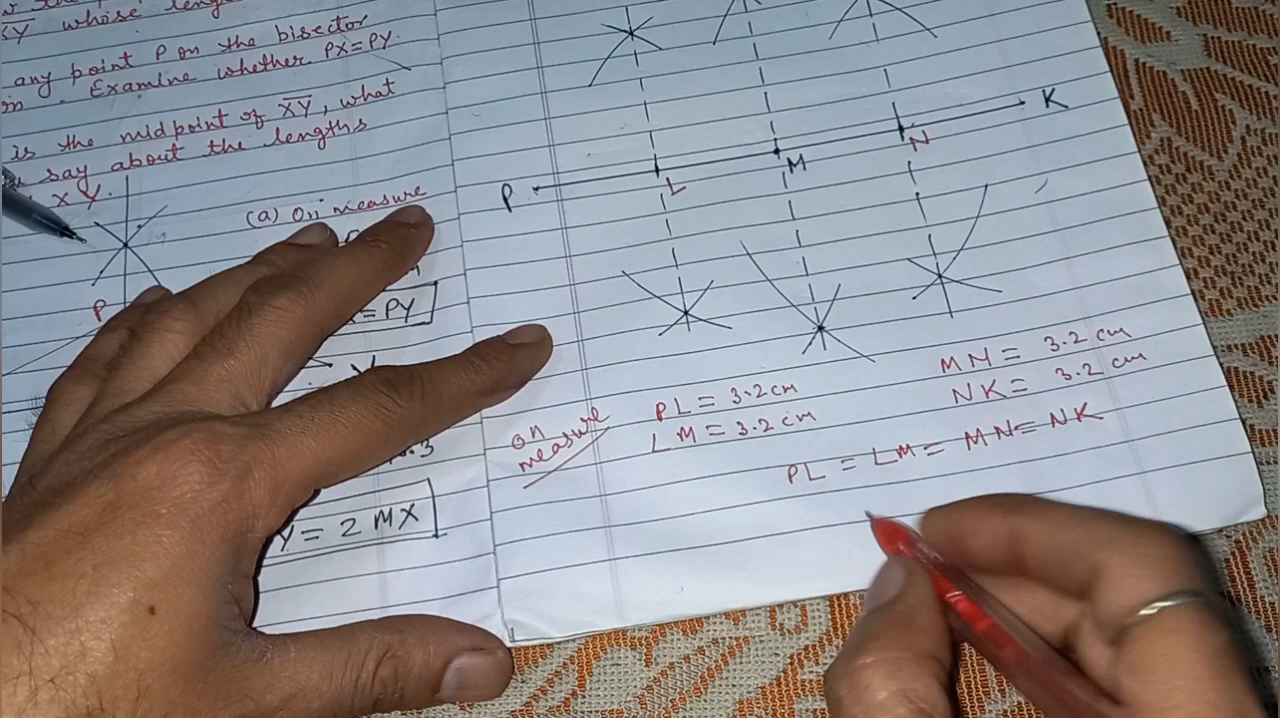 XY whose
any point P on the bisector
Examine whether PX=PY.
is the midpoint of XY, what
say about the lengths
XY.
(a) On measure
P
= PY
Y = 2 MX
P
L
M
N
K
on
measure
PL = 3.2 cm
LM = 3.2 cm
MN = 3.2 cm
NK = 3.2 cm
PL = LM = MN = NK